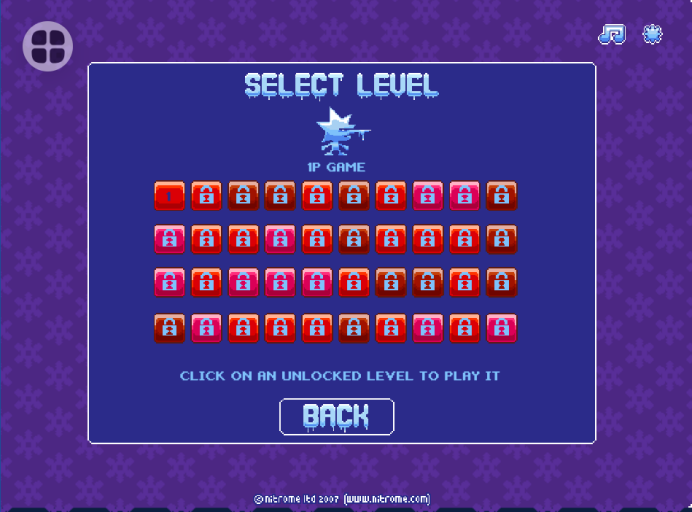 SELECT LEVEL
1P GAME
1
CLICK ON AN UNLOCKED LEVEL TO PLAY IT
BACK
©nitrome ltd 2007 (www.nitrome.com)